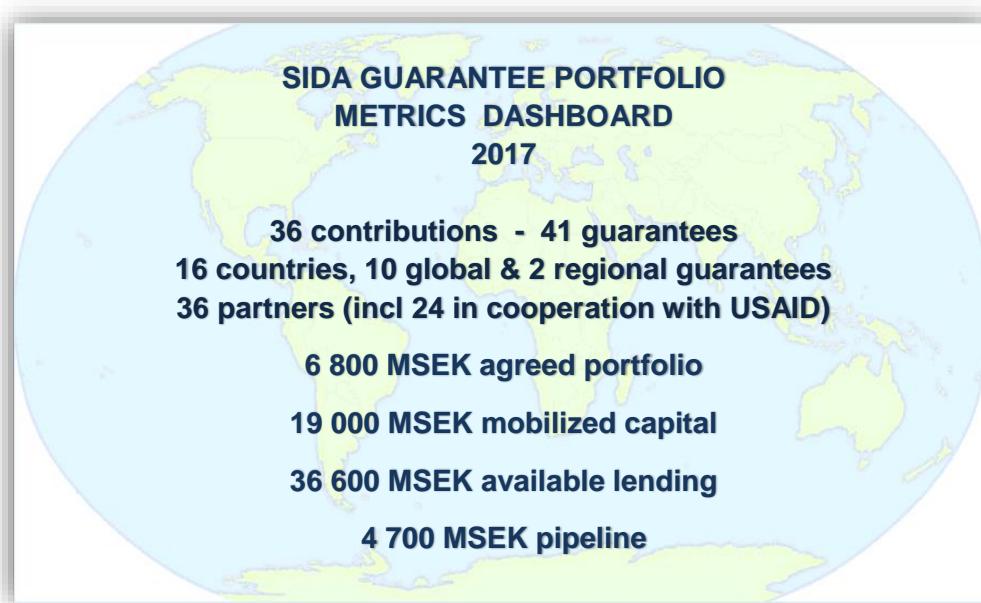 SIDA GUARANTEE PORTFOLIO
METRICS DASHBOARD
2017
36 contributions - 41 guarantees
16 countries, 10 global & 2 regional guarantees
36 partners (incl 24 in cooperation with USAID)
6 800 MSEK agreed portfolio
19 000 MSEK mobilized capital
36 600 MSEK available lending
4 700 MSEK pipeline